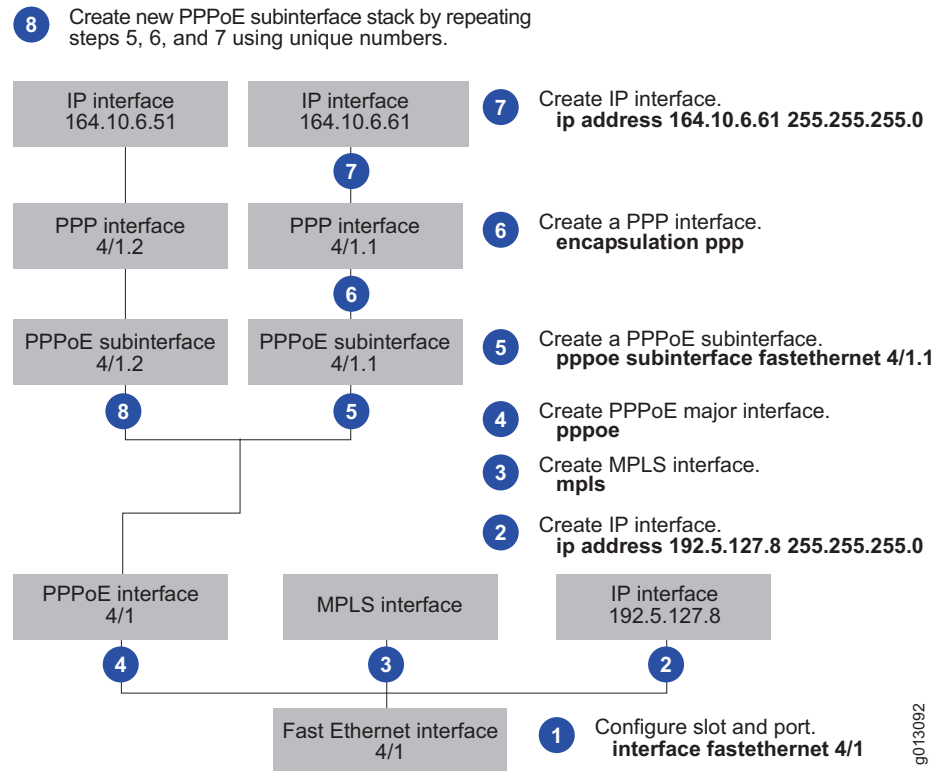 8 Create new PPPoE subinterface stack by repeating
steps 5, 6, and 7 using unique numbers.
IP interface
164.10.6.51
IP interface
164.10.6.61
7 Create IP interface.
ip address 164.10.6.61 255.255.255.0
7
PPP interface
4/1.2
PPP interface
4/1.1
6 Create a PPP interface.
encapsulation ppp
6
PPPoE subinterface
4/1.2
PPPoE subinterface
4/1.1
5 Create a PPPoE subinterface.
pppoe subinterface fastethernet 4/1.1
8
5
4 Create PPPoE major interface.
pppoe
3 Create MPLS interface.
mpls
2 Create IP interface.
ip address 192.5.127.8 255.255.255.0
PPPoE interface
4/1
MPLS interface
IP interface
192.5.127.8
4
3
2
Fast Ethernet interface
4/1
1 Configure slot and port.
interface fastethernet 4/1
g013092